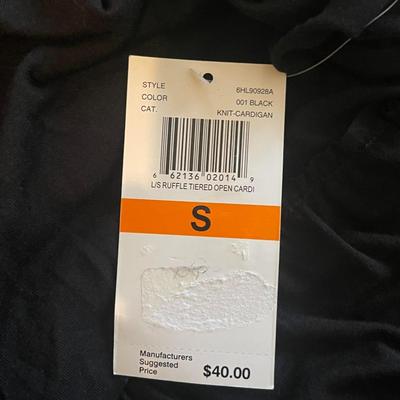 STYLE 6HL90928A
COLOR 001 BLACK
CAT. KNIT-CARDIGAN
6 62136 02014 9
L/S RUFFLE TIERED OPEN CARDI
S
Manufacturers
Suggested
Price $40.00